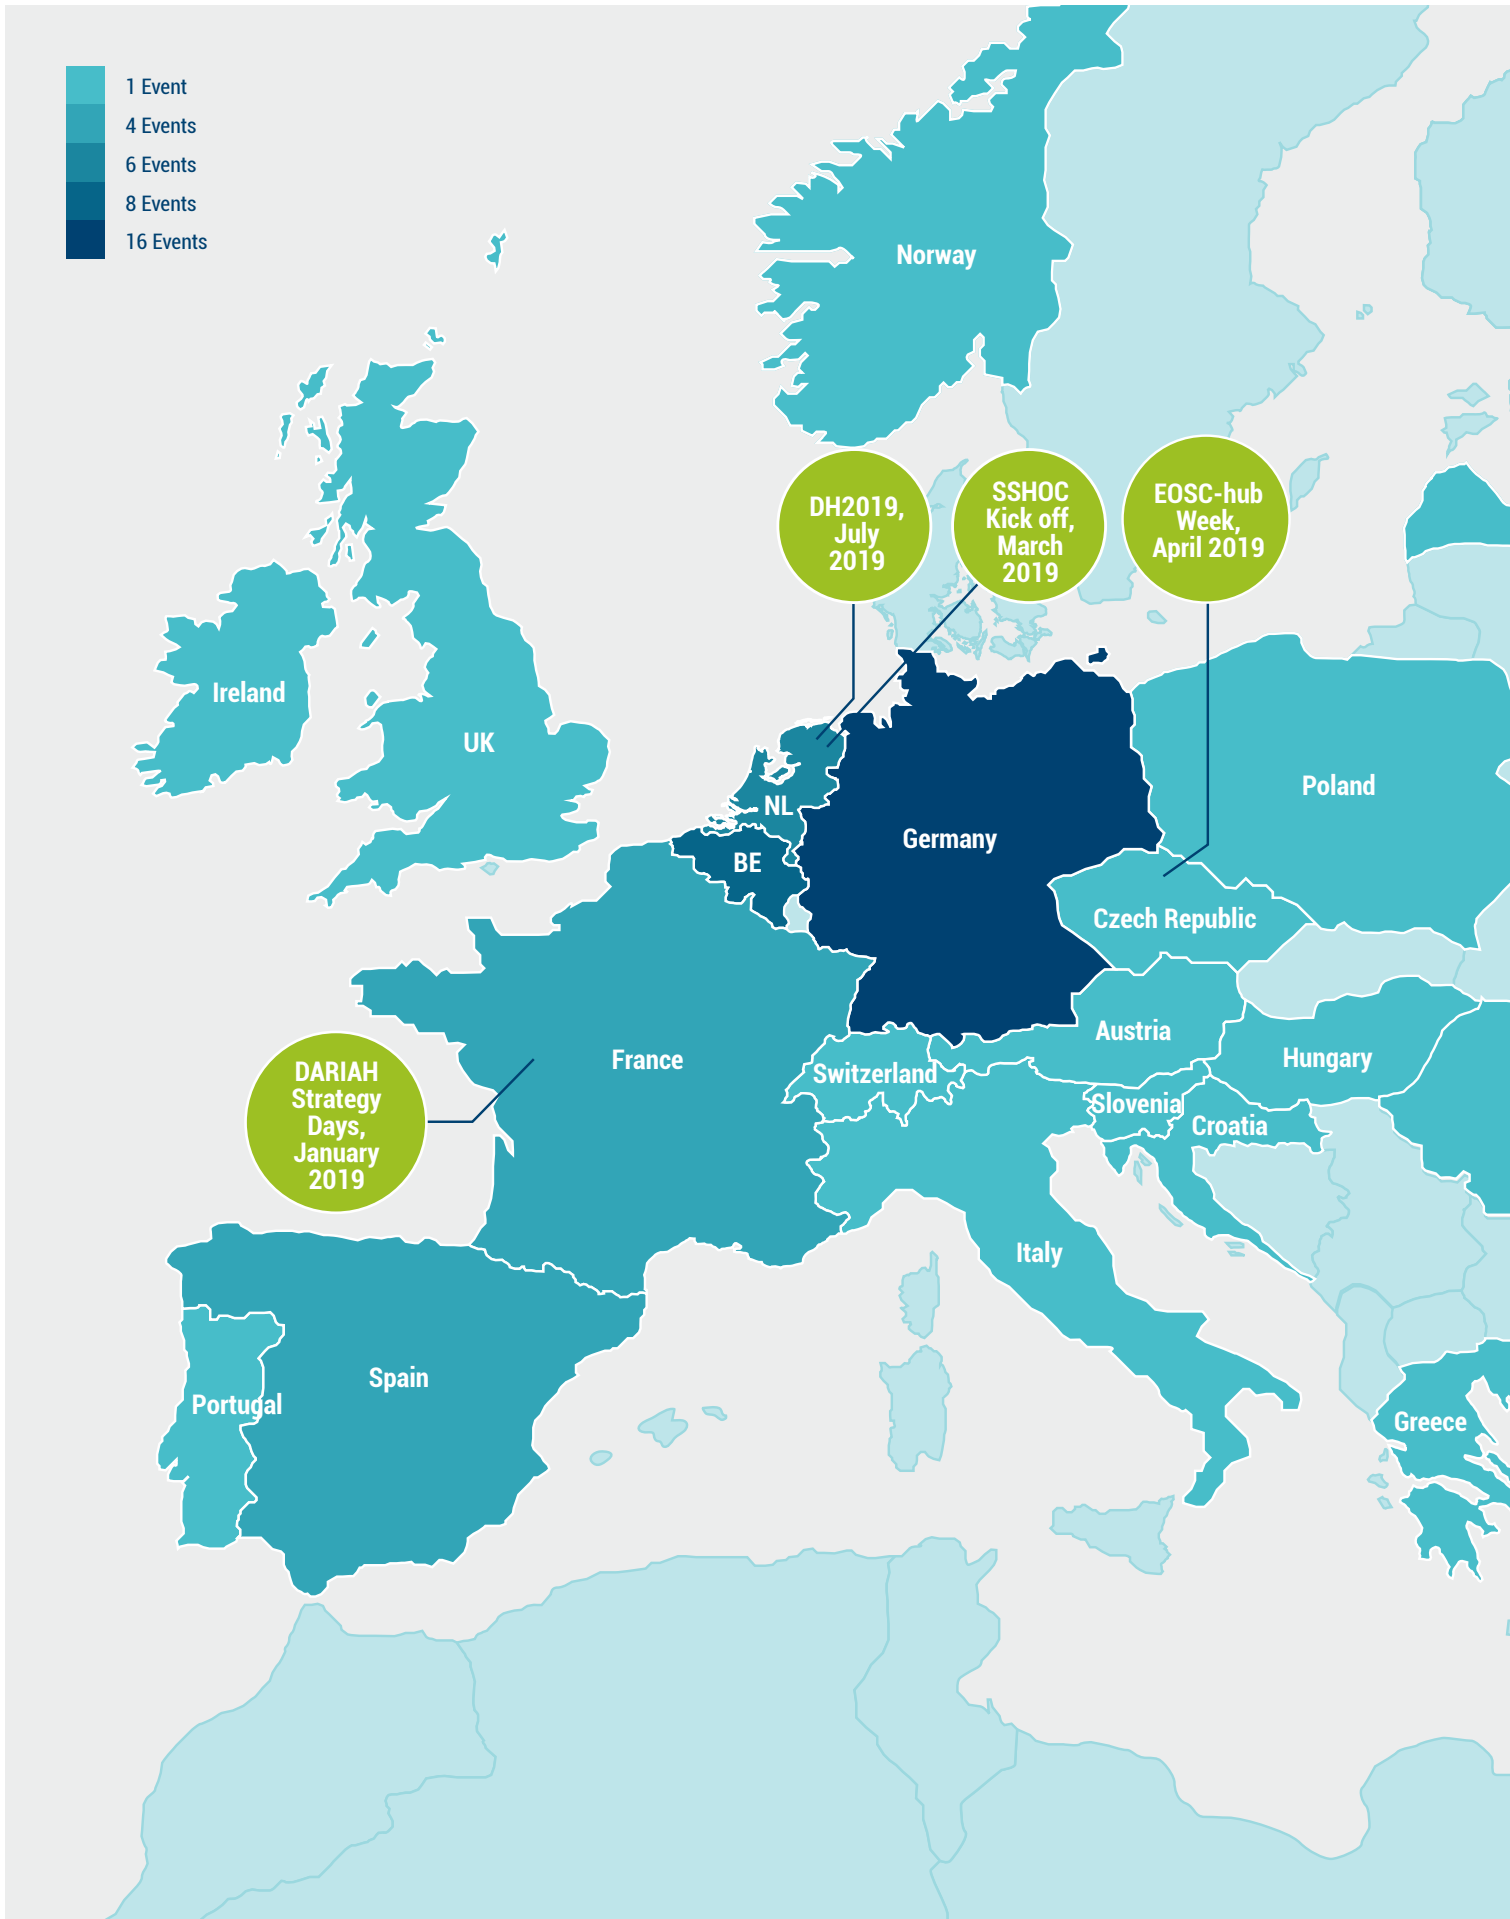 1 Event
4 Events
6 Events
8 Events
16 Events
Norway
DH2019,
July
2019
SSHOC
Kick off,
March
2019
EOSC-hub
Week,
April 2019
Ireland
UK
NL
BE
Germany
Poland
Czech Republic
Austria
Hungary
France
Switzerland
Slovenia
Croatia
DARIAH
Strategy
Days,
January
2019
Italy
Spain
Portugal
Greece